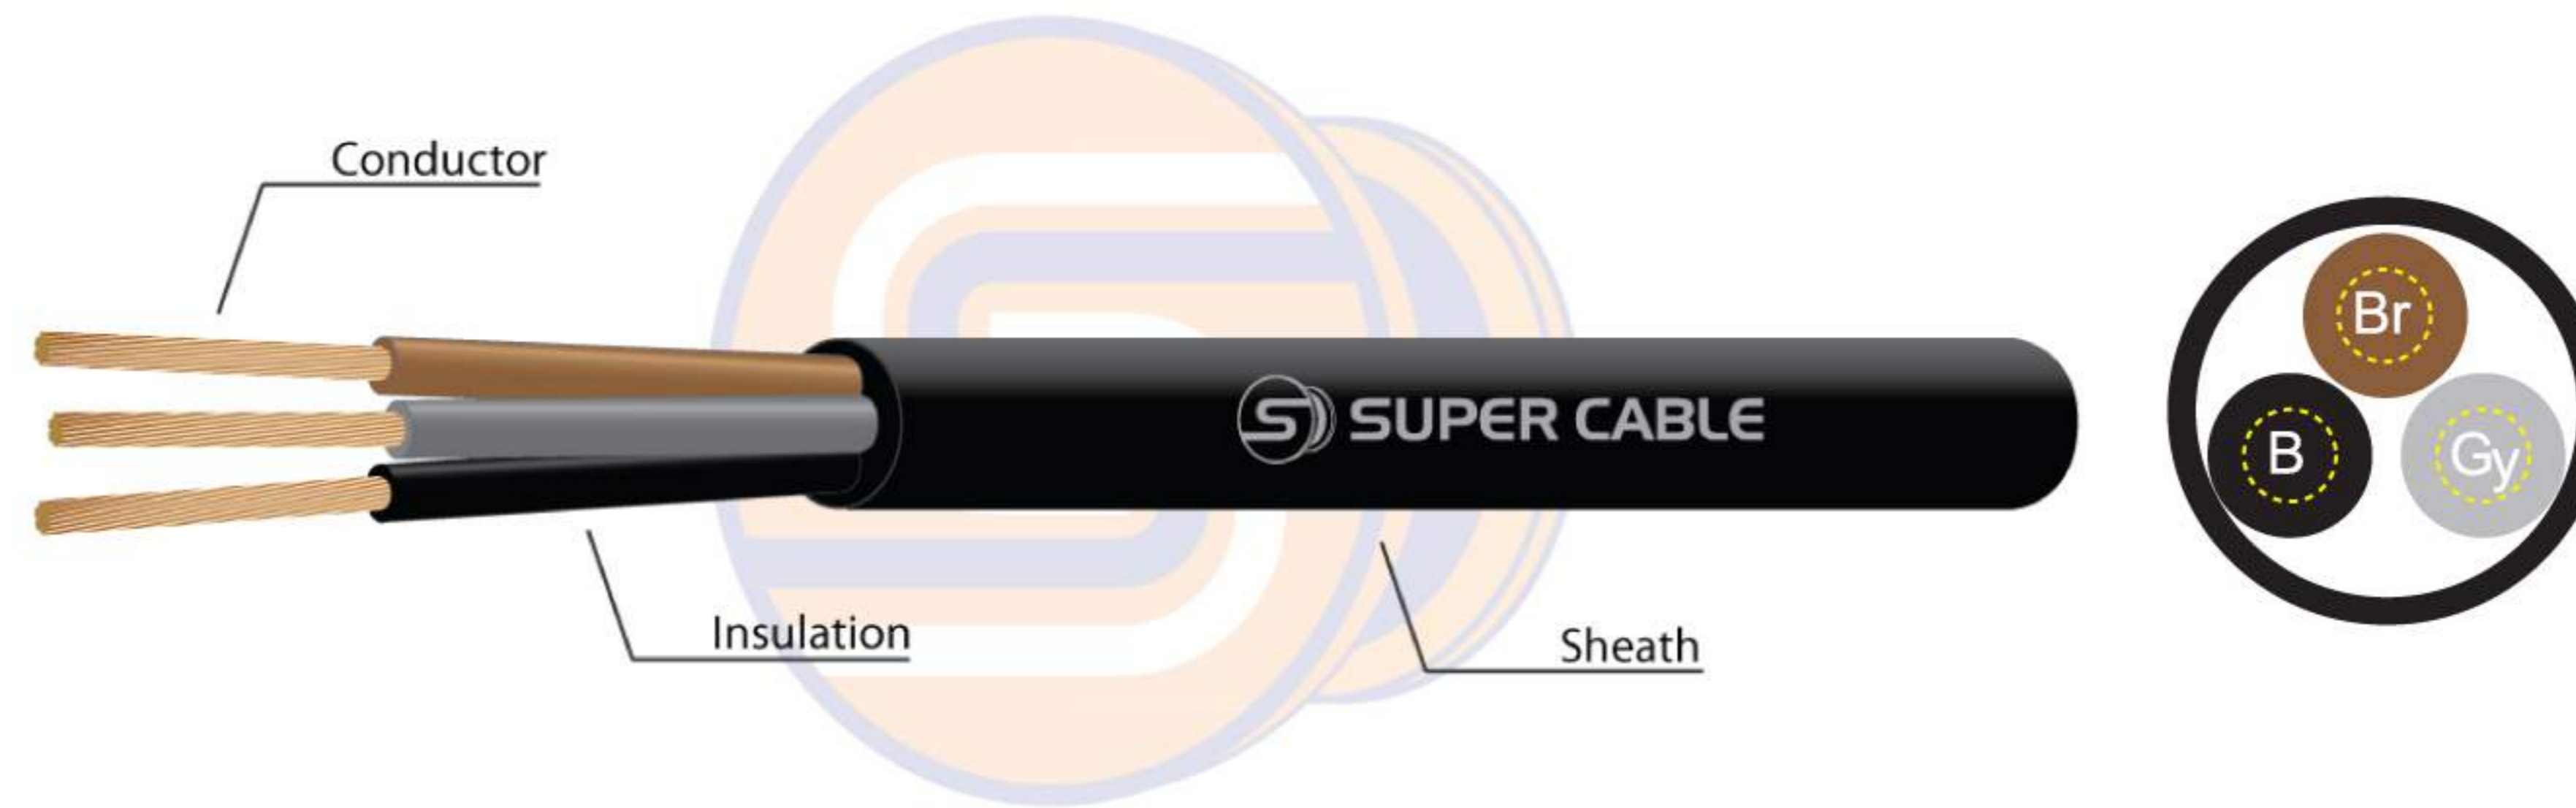 Conductor
SUPER CABLE
Insulation
Sheath
Br
B
Gy